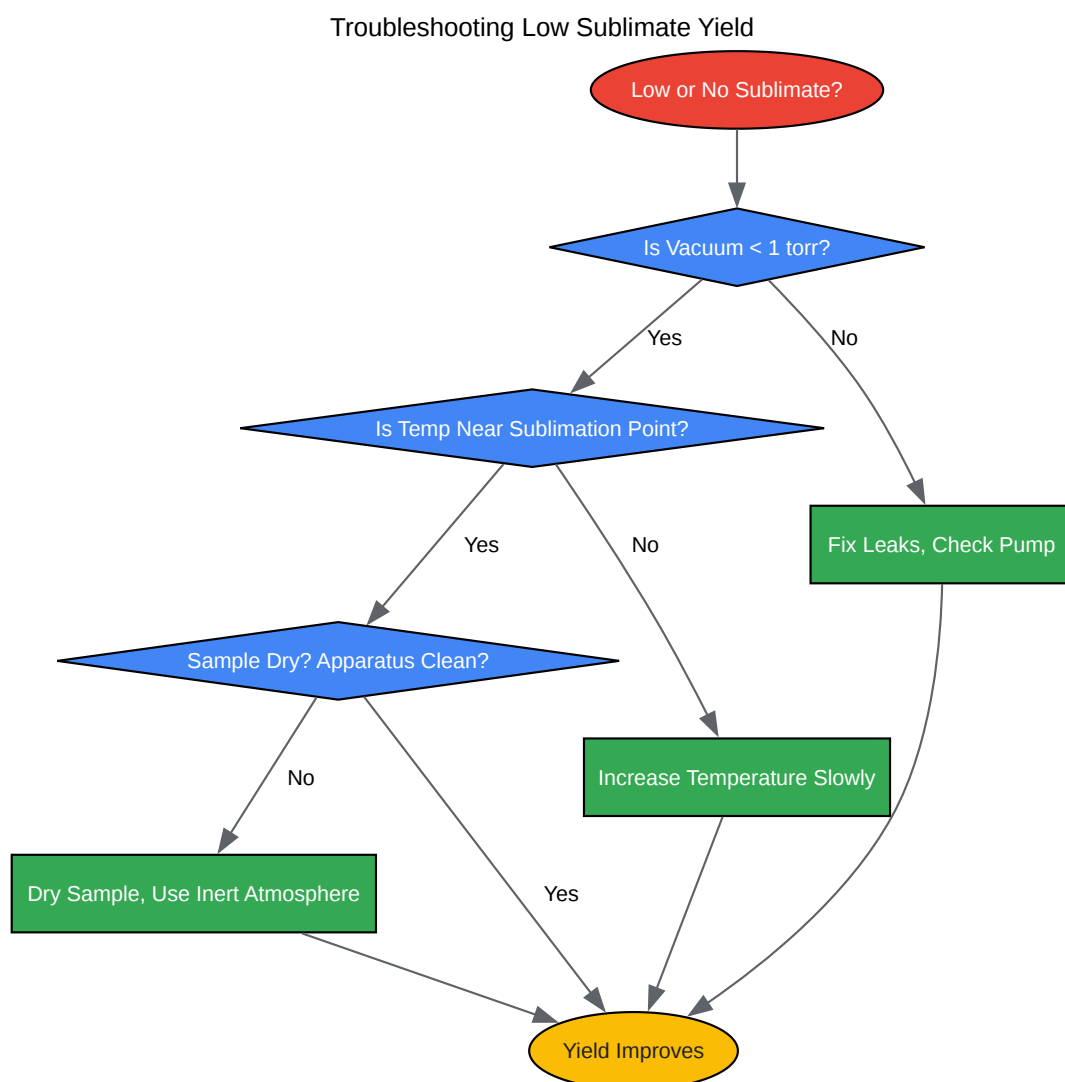 Troubleshooting Low Sublimate Yield
Low or No Sublimate?
Is Vacuum < 1 torr?
Yes
No
Is Temp Near Sublimation Point?
Yes
No
Fix Leaks, Check Pump
Sample Dry? Apparatus Clean?
No
Increase Temperature Slowly
Dry Sample, Use Inert Atmosphere
Yes
Yield Improves